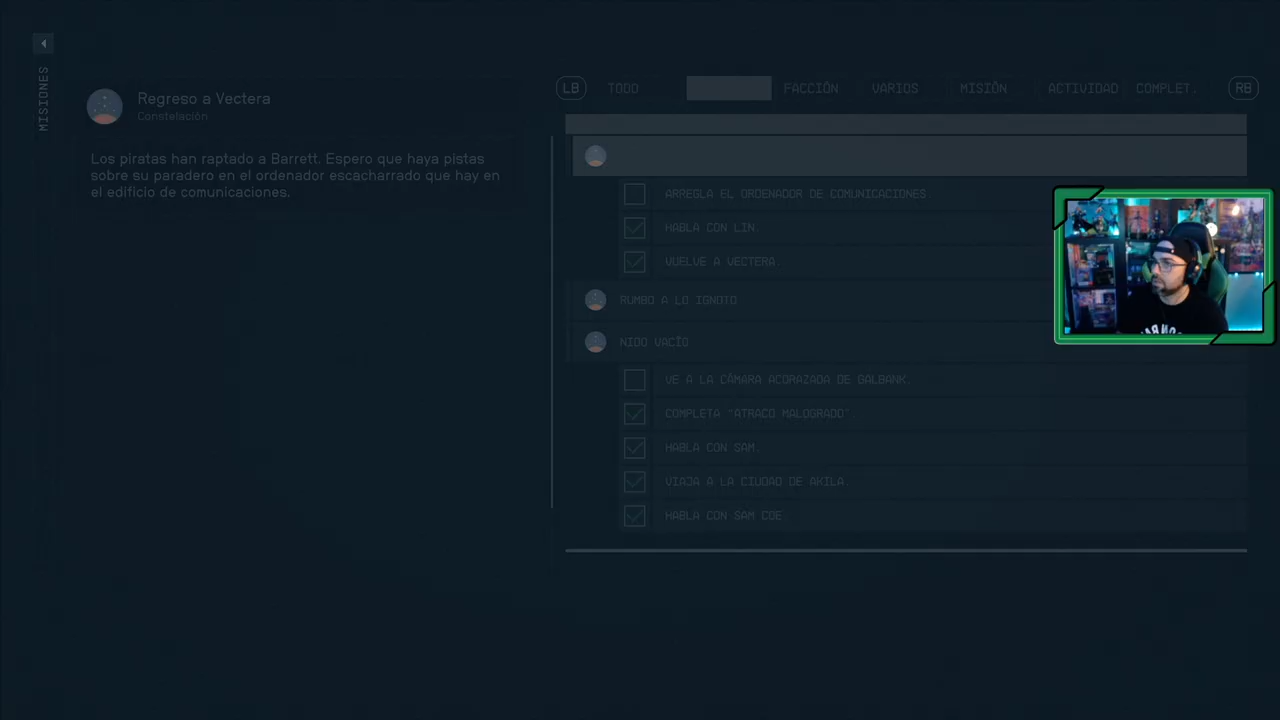 MISIONES
Regreso a Vectera
Constelación
Los piratas han raptado a Barrett. Espero que haya pistas
sobre su paradero en el ordenador escacharrado que hay en
el edificio de comunicaciones.
LB
TODO
FACCIÓN
VARIOS
MISIÓN
ACTIVIDAD
COMPLET.
RB
ARREGLA EL ORDENADOR DE COMUNICACIONES
HABLA CON LIN.
VUELVE A VECTERA.
RUMBO A LO IGNOTO
NIDO VACÍO
VE A LA CÁMARA ACORAZADA DE GALBANK.
COMPLETA "ATRACO MALOGRADO".
HABLA CON SAM.
VIAJA A LA CIUDAD DE AKILA.
HABLA CON SAM COE.